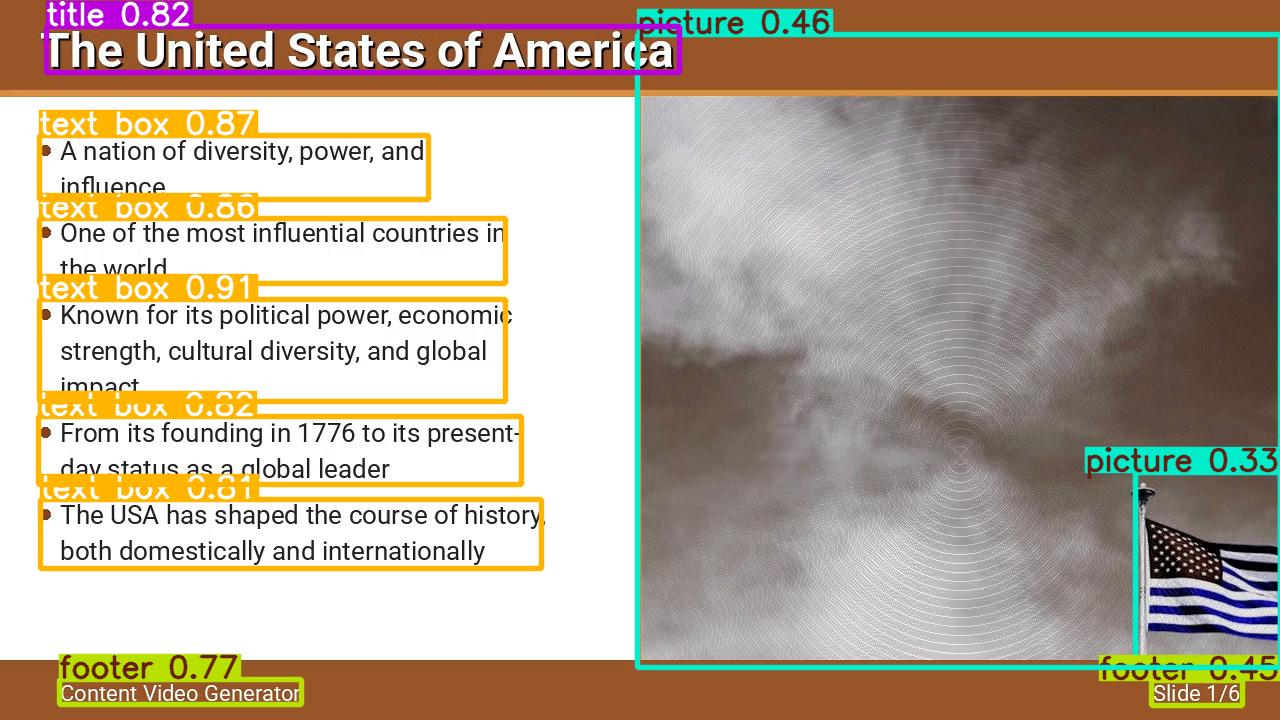 title 0.82
The United States of America
picture 0.46
text box 0.87
A nation of diversity, power, and
influence
text box 0.86
One of the most influential countries in
the world
text box 0.91
Known for its political power, economic
strength, cultural diversity, and global
impact
text box 0.82
From its founding in 1776 to its present-
day status as a global leader
text box 0.81
The USA has shaped the course of history,
both domestically and internationally
picture 0.33
footer 0.77
Content Video Generator
footer 0.45
Slide 1/6